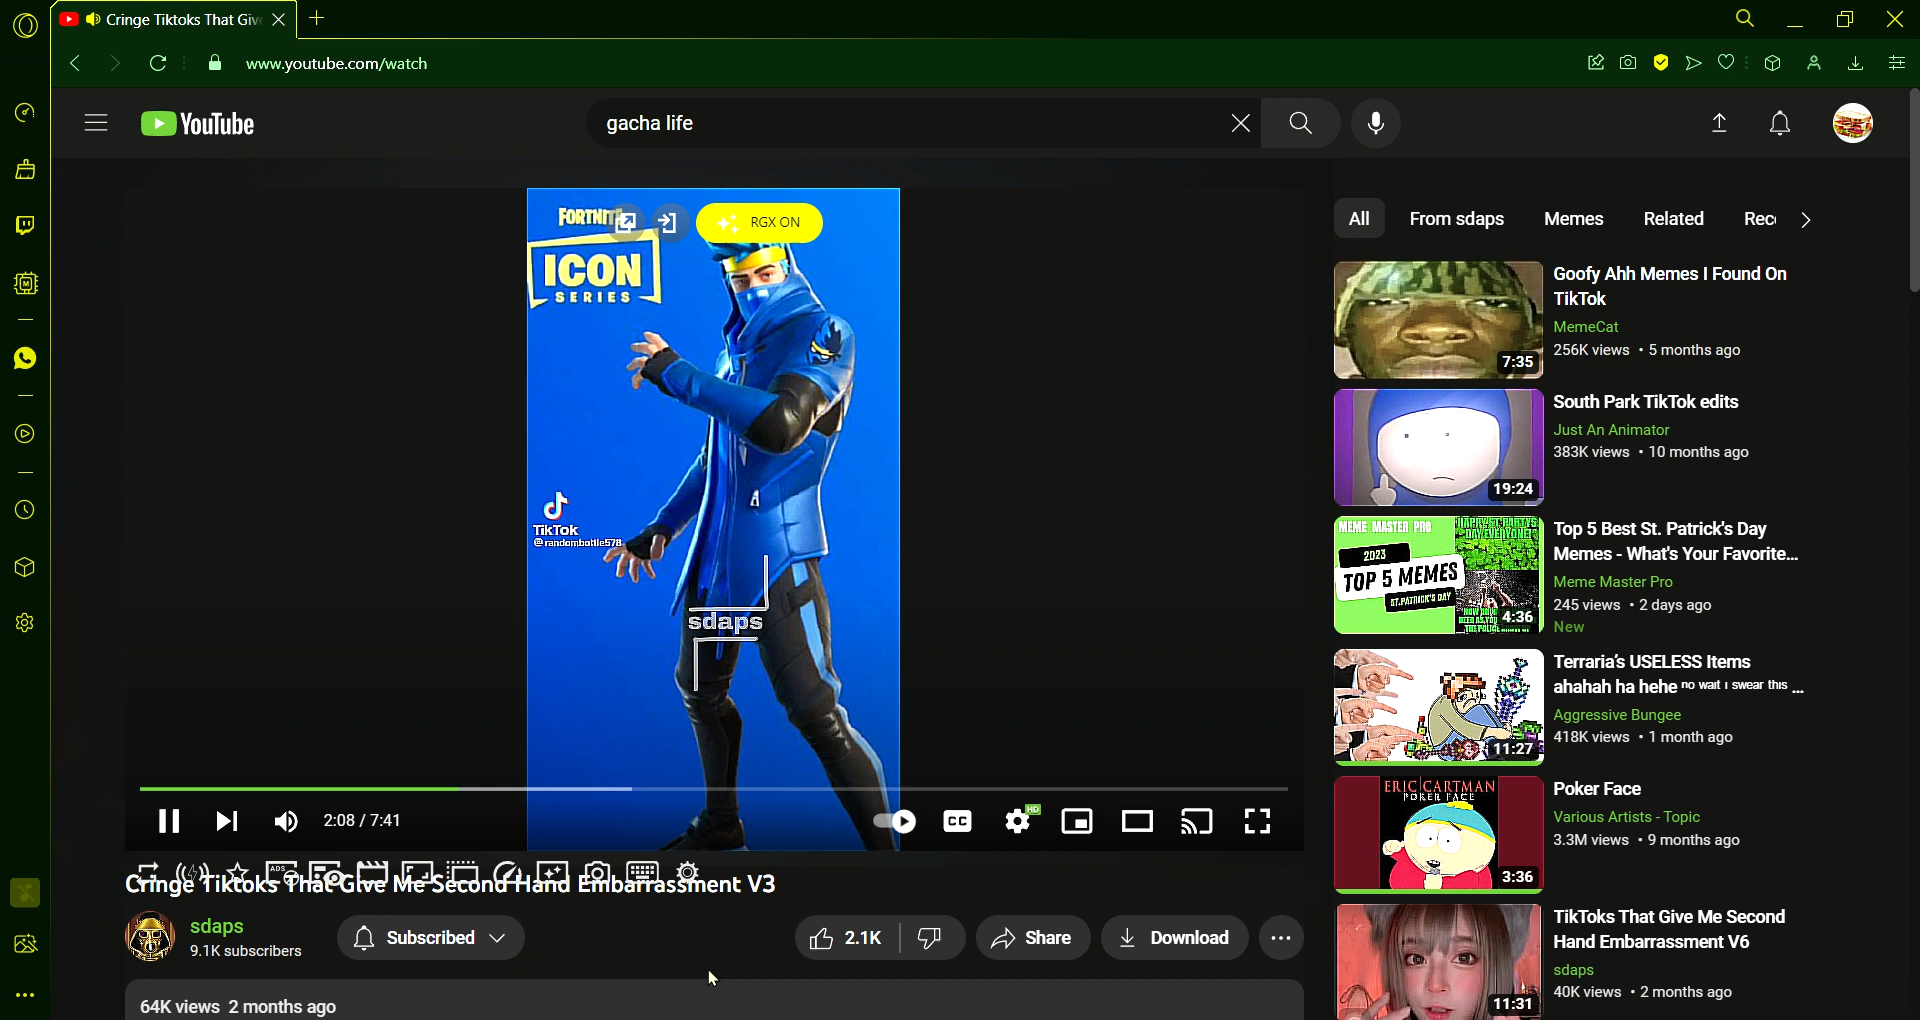 Cringe Tiktoks That Giv
www.youtube.com/watch
YouTube
gacha life
FORTNIT
RGX ON
ICON
SERIES
TikTok
@randombottle578
sdaps
2:08 / 7:41
CC
HD
ADS
Cringe Tiktoks That Give Me Second Hand Embarrassment V3
sdaps
9.1K subscribers
Subscribed
2.1K
Share
Download
64K views 2 months ago
All
From sdaps
Memes
Related
Rec
7:35
Goofy Ahh Memes I Found On
TikTok
MemeCat
256K views • 5 months ago
19:24
South Park TikTok edits
Just An Animator
383K views • 10 months ago
MEME MASTER PRO
2023
TOP 5 MEMES
ST.PATRICK'S DAY
4:36
Top 5 Best St. Patrick's Day
Memes - What's Your Favorite...
Meme Master Pro
245 views • 2 days ago
New
11:27
Terraria's USELESS Items
ahahah ha hehe no wait i swear this ...
Aggressive Bungee
418K views • 1 month ago
ERIC CARTMAN
POKER FACE
3:36
Poker Face
Various Artists - Topic
3.3M views • 9 months ago
11:31
TikToks That Give Me Second
Hand Embarrassment V6
sdaps
40K views • 2 months ago